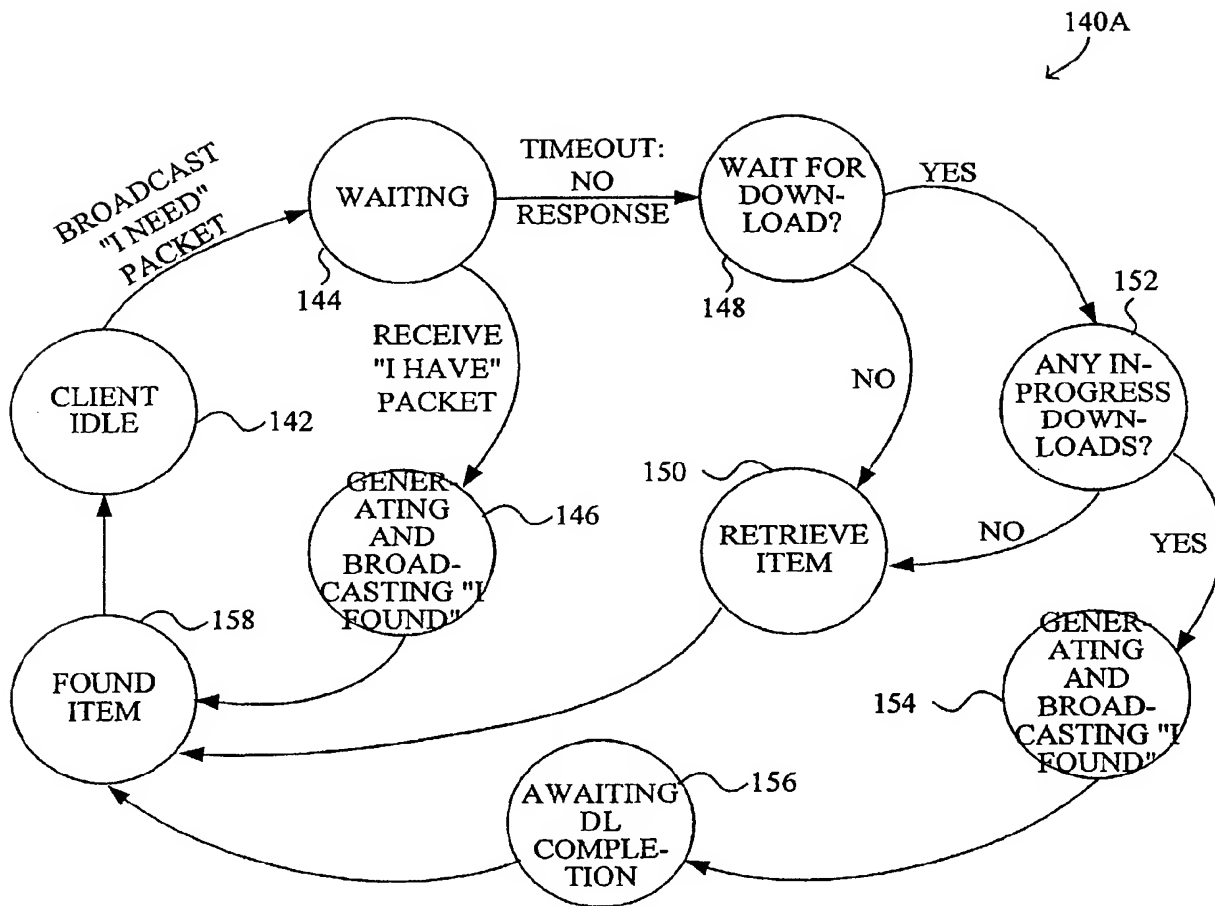 140A
BROADCAST
"I NEED"
PACKET
WAITING
144
TIMEOUT:
NO
RESPONSE
WAIT FOR
DOWN-
LOAD?
148
YES
152
ANY IN-
PROGRESS
DOWN-
LOADS?
CLIENT
IDLE
142
RECEIVE
"I HAVE"
PACKET
NO
150
RETRIEVE
ITEM
NO
YES
GENER-
ATING
AND
BROAD-
CASTING "I
FOUND"
146
158
FOUND
ITEM
GENER-
ATING
AND
BROAD-
CASTING "I
FOUND"
154
AWAITING
DL
COMPLE-
TION
156